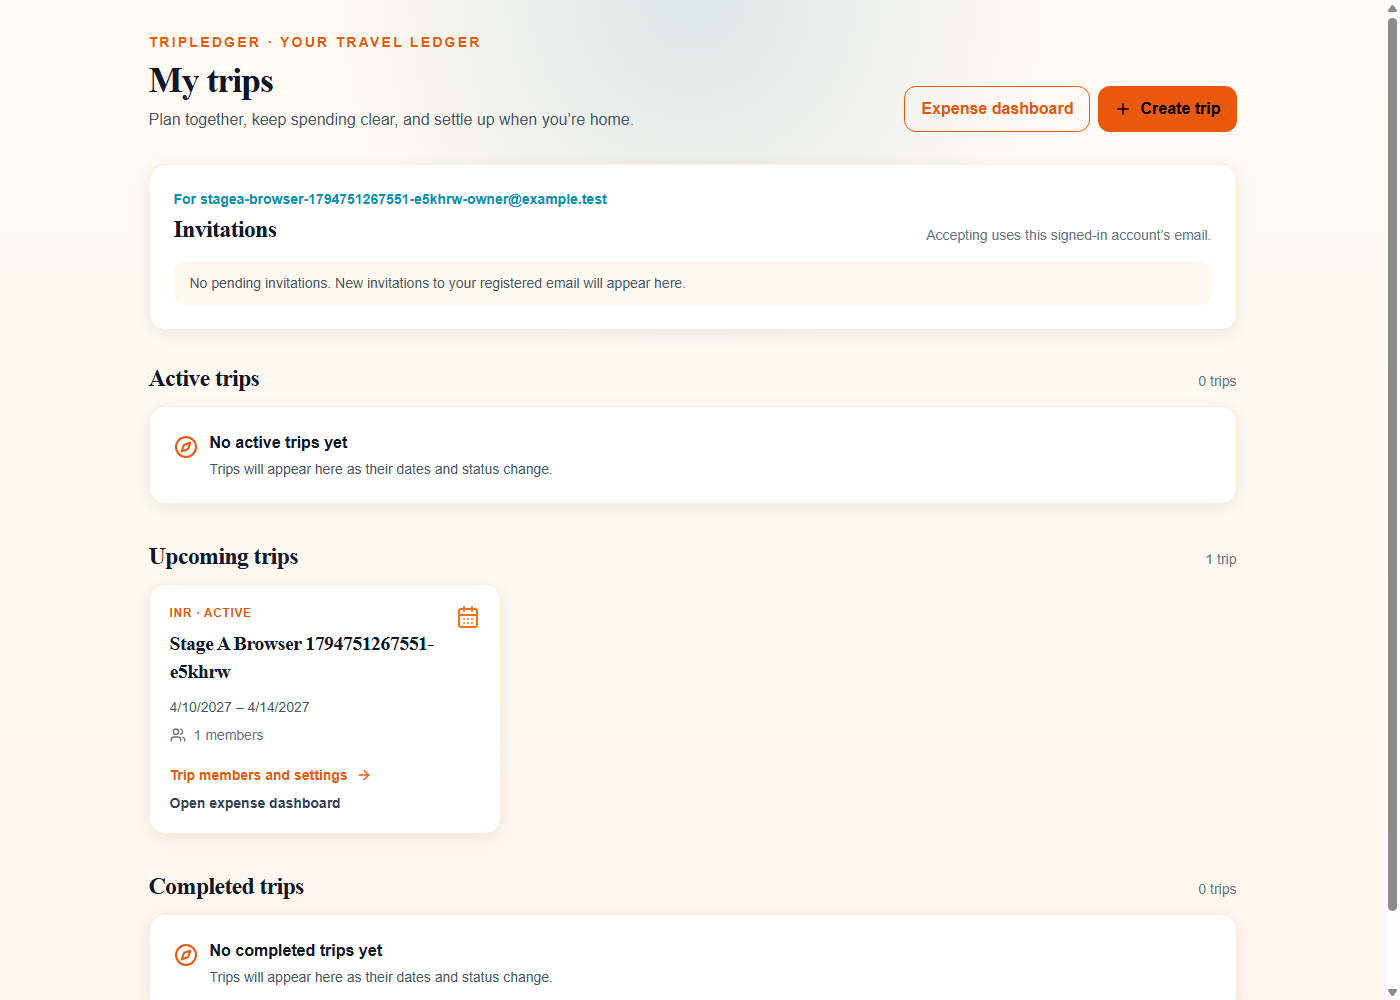 TRIPLEDGER · YOUR TRAVEL LEDGER
My trips
Plan together, keep spending clear, and settle up when you’re home.
Expense dashboard
Create trip
For stagea-browser-1794751267551-e5khrw-owner@example.test
Invitations
Accepting uses this signed-in account’s email.
No pending invitations. New invitations to your registered email will appear here.
Active trips
0 trips
No active trips yet
Trips will appear here as their dates and status change.
Upcoming trips
1 trip
INR · ACTIVE
Stage A Browser 1794751267551-
e5khrw
4/10/2027 – 4/14/2027
1 members
Trip members and settings
Open expense dashboard
Completed trips
0 trips
No completed trips yet
Trips will appear here as their dates and status change.